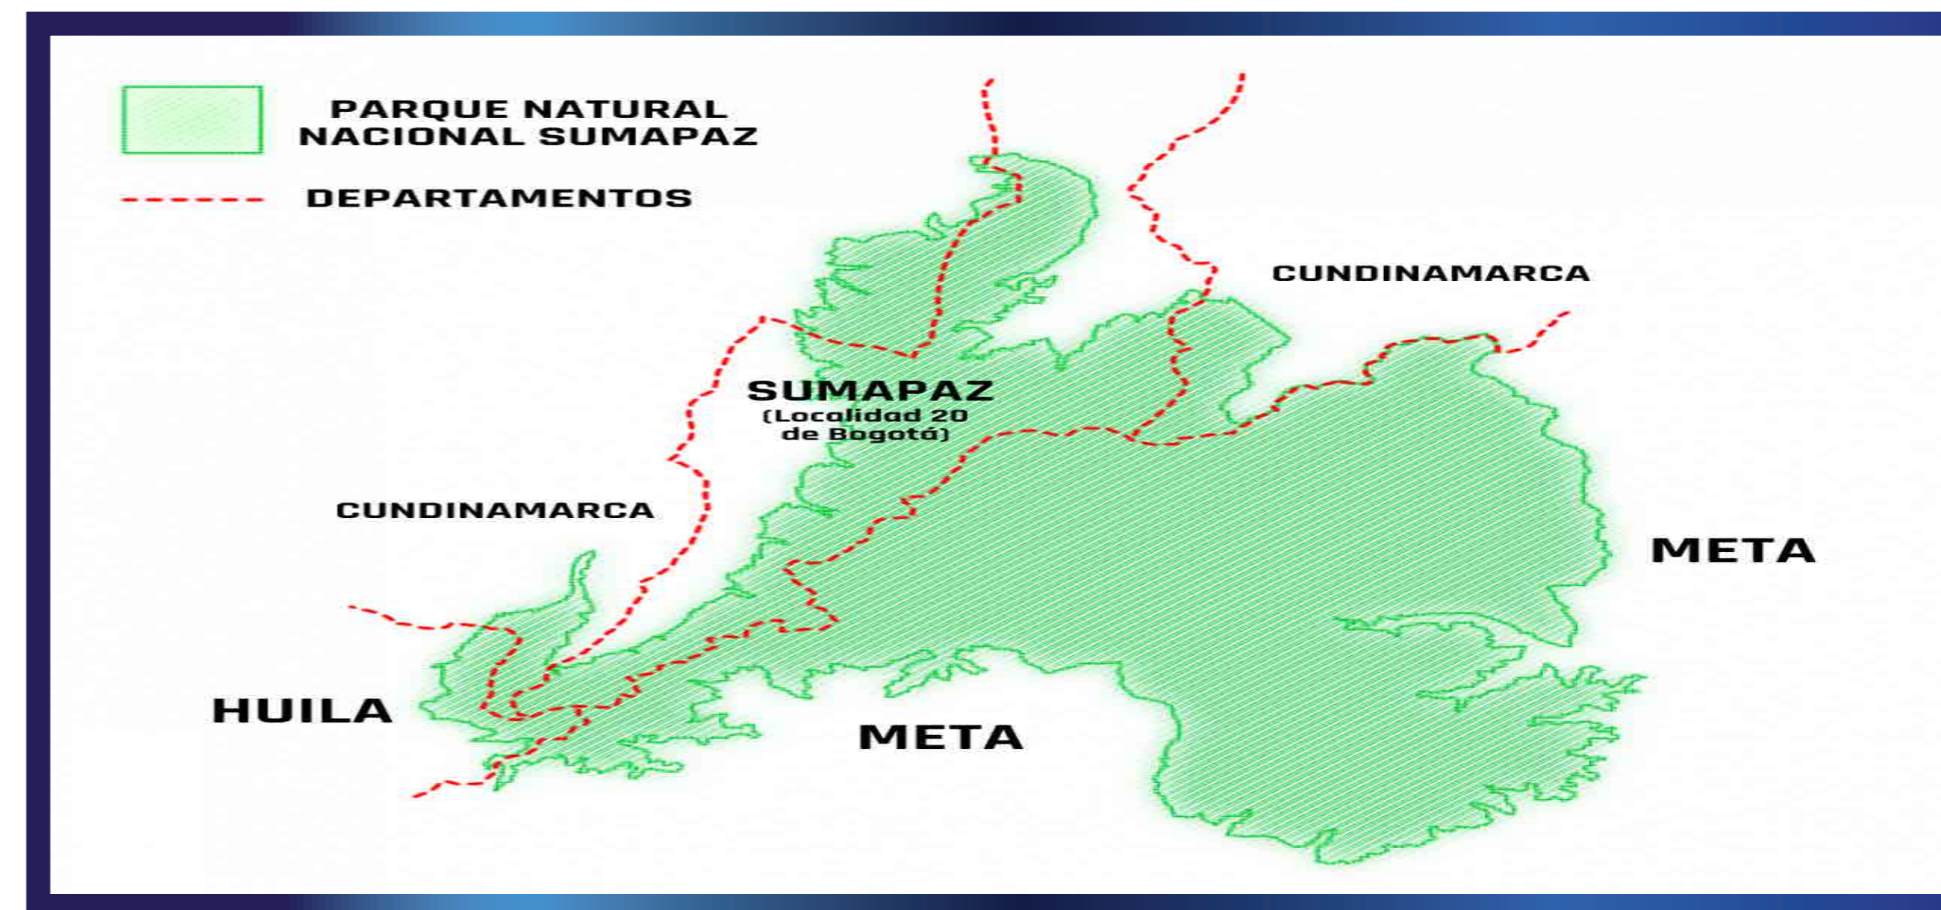 PARQUE NATURAL
NACIONAL SUMAPAZ
DEPARTAMENTOS
CUNDINAMARCA
SUMAPAZ
(Localidad 20
de Bogotá)
CUNDINAMARCA
META
HUILA
META